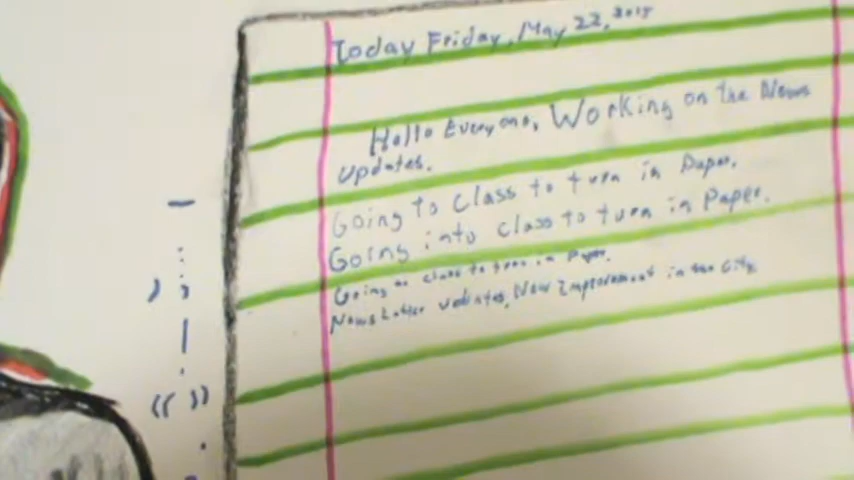 Today Friday, May 22, 2015
Hello Everyone, Working on the News
updates.
Going to class to turn in Paper.
Going into class to turn in Paper.
Going to class to turn in Paper.
News Letter updates, New Improvement in the City